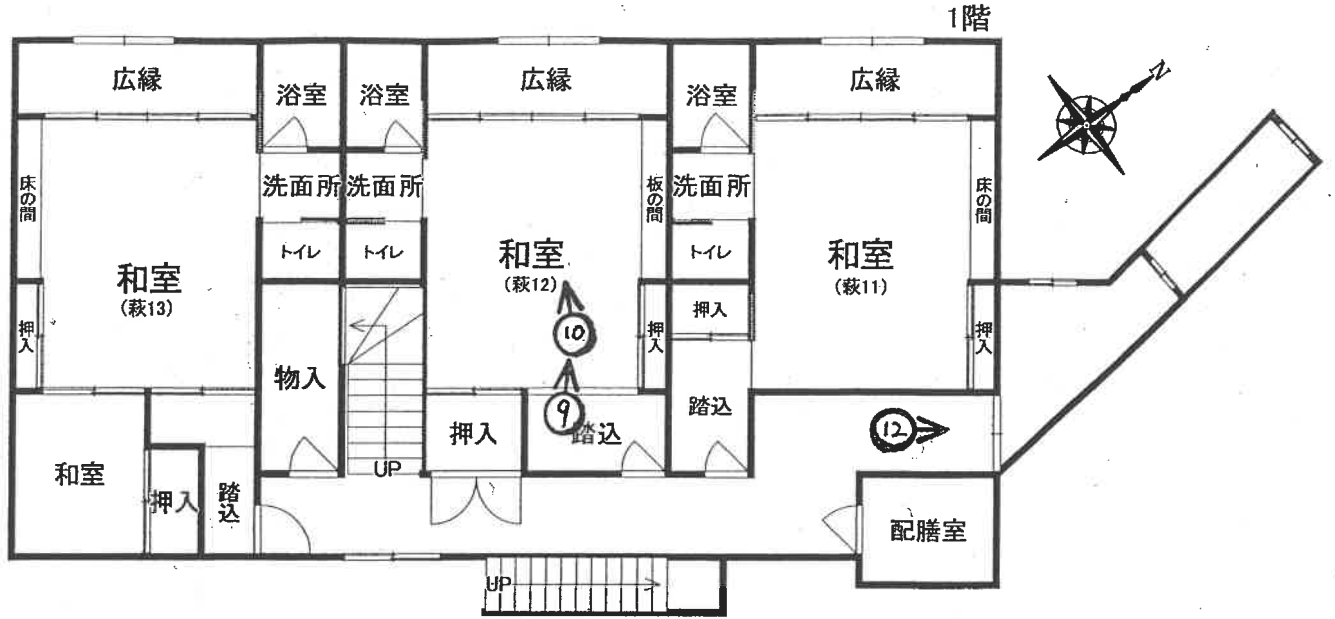 1階
N
広縁
浴室
浴室
広縁
浴室
広縁
床の間
洗面所
洗面所
板の間
洗面所
床の間
トイレ
トイレ
トイレ
和室
(萩13)
和室
(萩12)
和室
(萩11)
押入
押入
押入
押入
10
物入
9
踏込
押入
踏込
12
UP
和室
押入
踏込
配膳室
UP